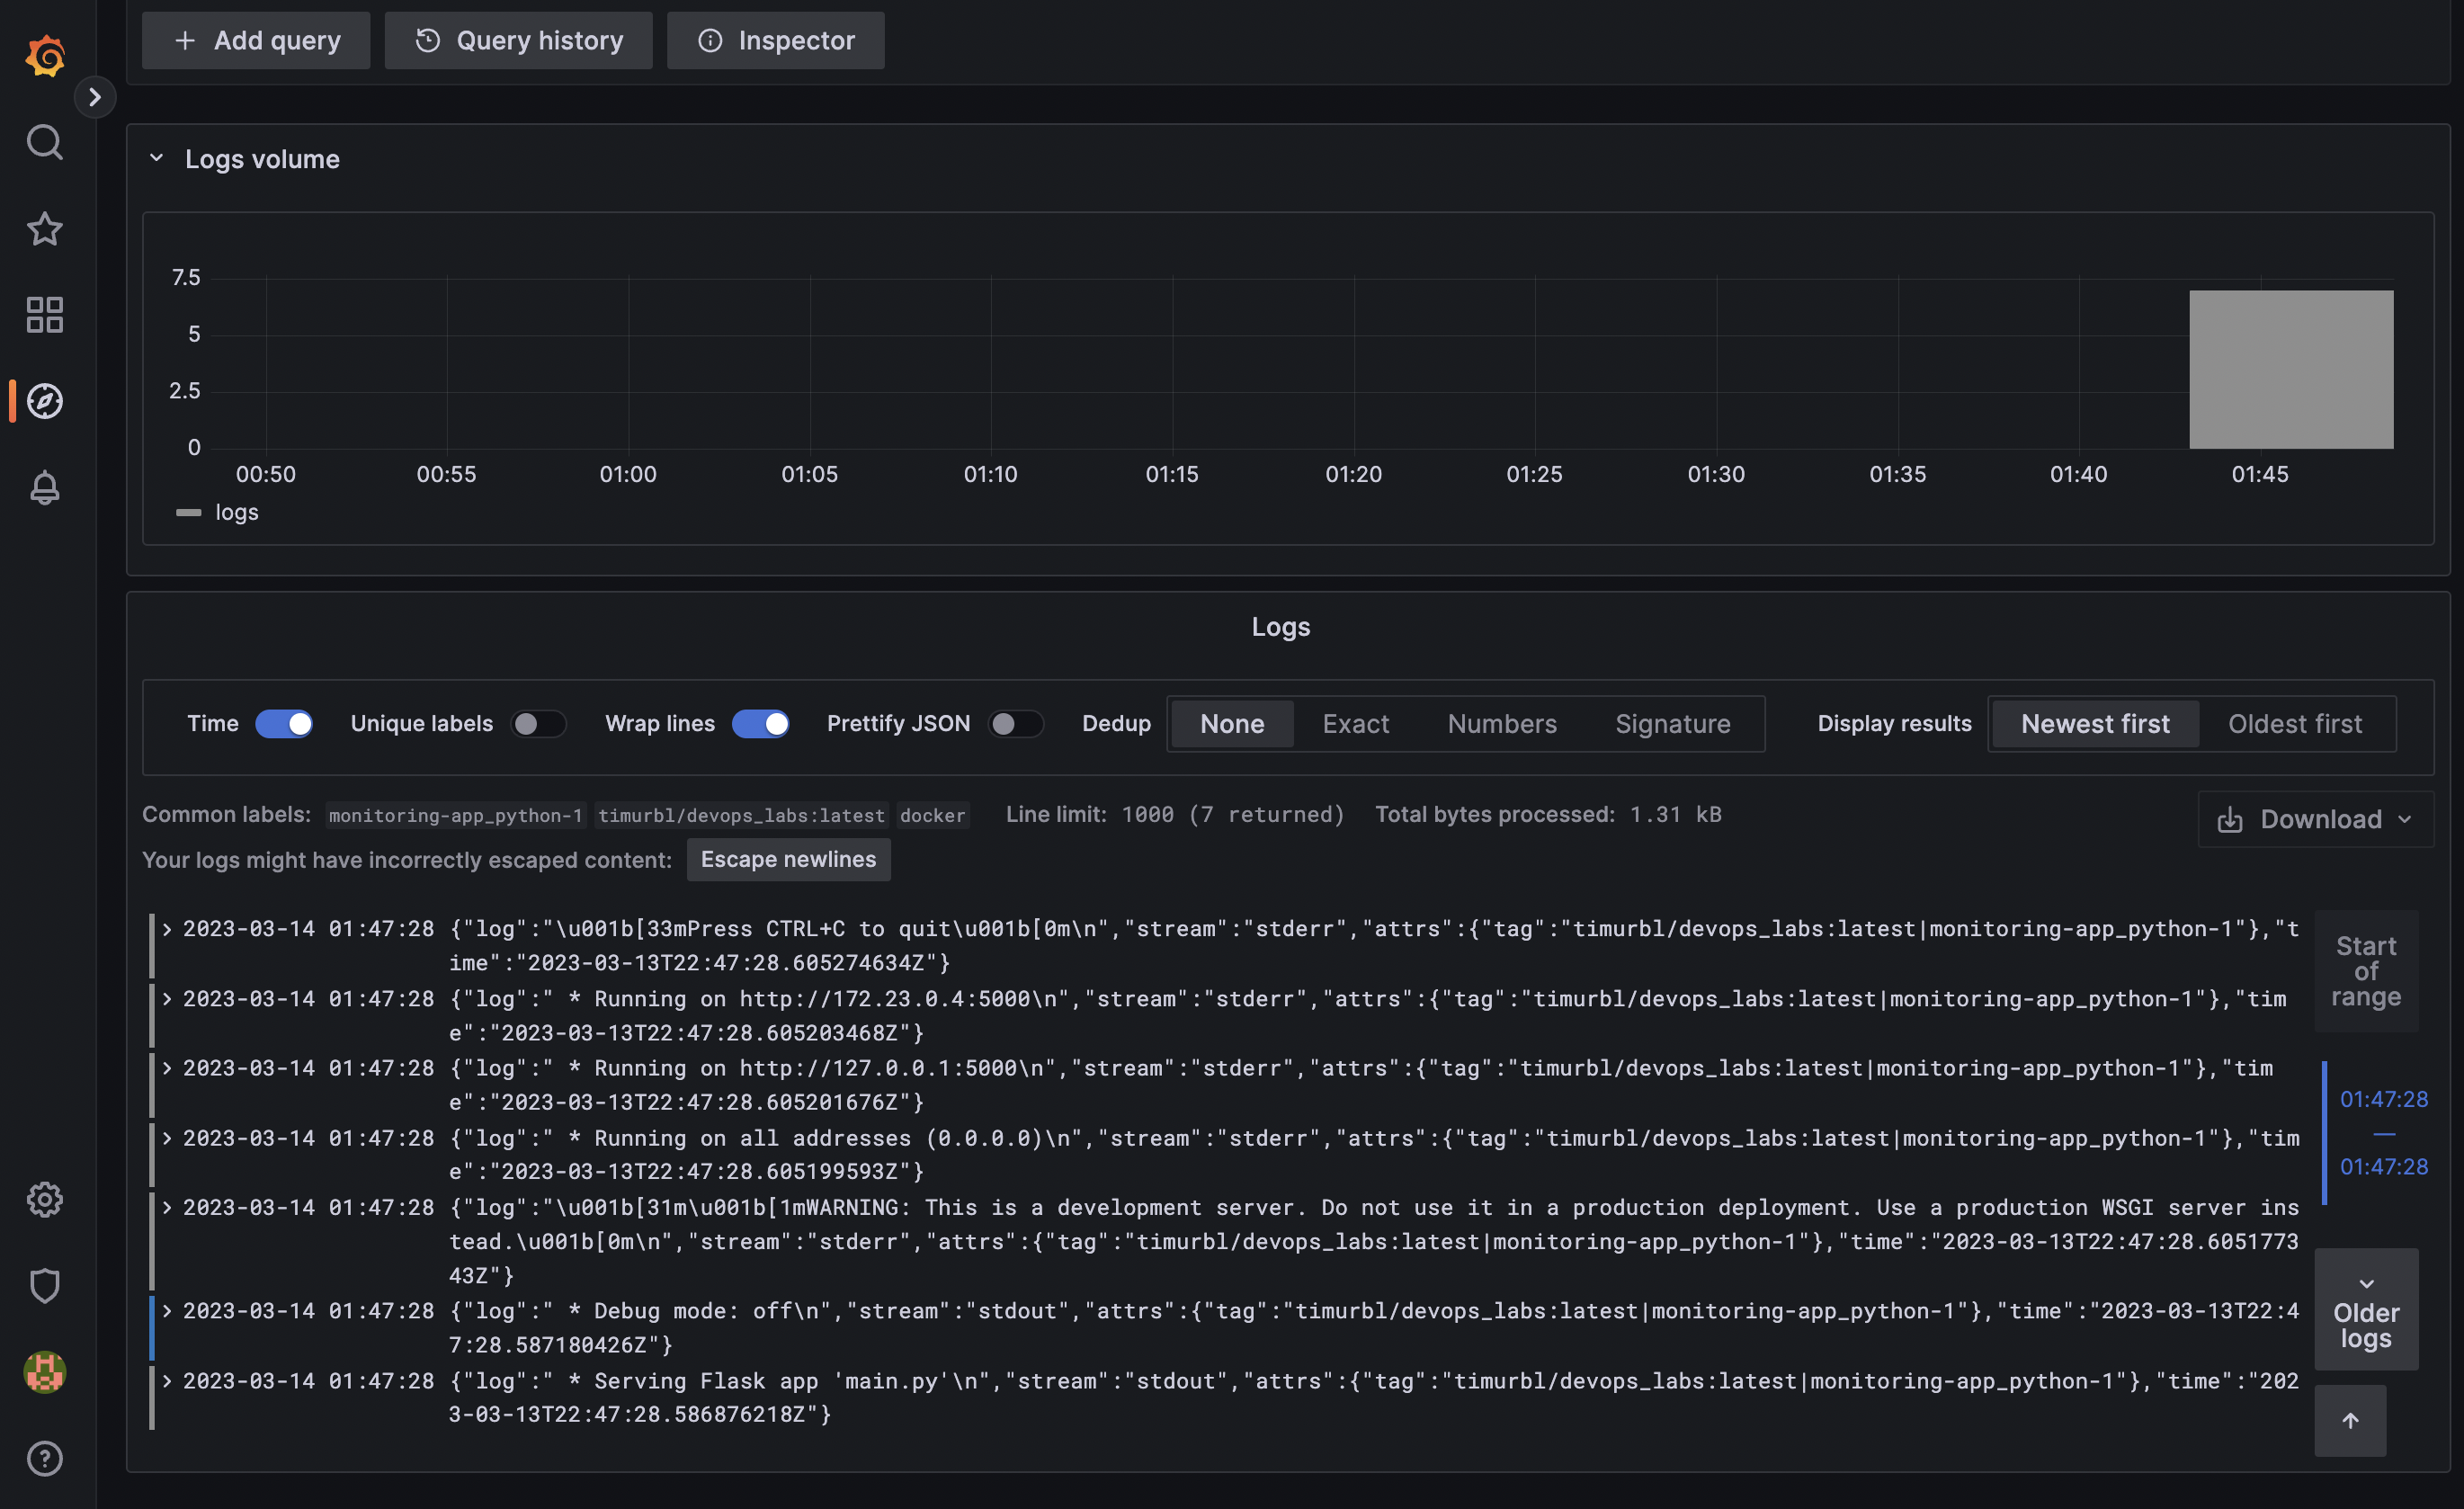 Add query Query history Inspector
Logs volume
7.5
5
2.5
0
00:50 00:55 01:00 01:05 01:10 01:15 01:20 01:25 01:30 01:35 01:40 01:45
logs
Logs
Time Unique labels Wrap lines Prettify JSON Dedup None Exact Numbers Signature Display results Newest first Oldest first
Common labels: monitoring-app_python-1 timurbl/devops_labs:latest docker Line limit: 1000 (7 returned) Total bytes processed: 1.31 kB
Download
Your logs might have incorrectly escaped content: Escape newlines
2023-03-14 01:47:28 {"log":"\u001b[33mPress CTRL+C to quit\u001b[0m\n","stream":"stderr","attrs":{"tag":"timurbl/devops_labs:latest|monitoring-app_python-1"},"t
ime":"2023-03-13T22:47:28.605274634Z"}
2023-03-14 01:47:28 {"log":" * Running on http://172.23.0.4:5000\n","stream":"stderr","attrs":{"tag":"timurbl/devops_labs:latest|monitoring-app_python-1"},"tim
e":"2023-03-13T22:47:28.605203468Z"}
2023-03-14 01:47:28 {"log":" * Running on http://127.0.0.1:5000\n","stream":"stderr","attrs":{"tag":"timurbl/devops_labs:latest|monitoring-app_python-1"},"tim
e":"2023-03-13T22:47:28.605201676Z"}
2023-03-14 01:47:28 {"log":" * Running on all addresses (0.0.0.0)\n","stream":"stderr","attrs":{"tag":"timurbl/devops_labs:latest|monitoring-app_python-1"},"tim
e":"2023-03-13T22:47:28.605199593Z"}
2023-03-14 01:47:28 {"log":"\u001b[31m\u001b[1mWARNING: This is a development server. Do not use it in a production deployment. Use a production WSGI server ins
tead.\u001b[0m\n","stream":"stderr","attrs":{"tag":"timurbl/devops_labs:latest|monitoring-app_python-1"},"time":"2023-03-13T22:47:28.6051773
43Z"}
2023-03-14 01:47:28 {"log":" * Debug mode: off\n","stream":"stdout","attrs":{"tag":"timurbl/devops_labs:latest|monitoring-app_python-1"},"time":"2023-03-13T22:4
7:28.587180426Z"}
2023-03-14 01:47:28 {"log":" * Serving Flask app 'main.py'\n","stream":"stdout","attrs":{"tag":"timurbl/devops_labs:latest|monitoring-app_python-1"},"time":"202
3-03-13T22:47:28.586876218Z"}
Start
of
range
01:47:28
—
01:47:28
Older
logs